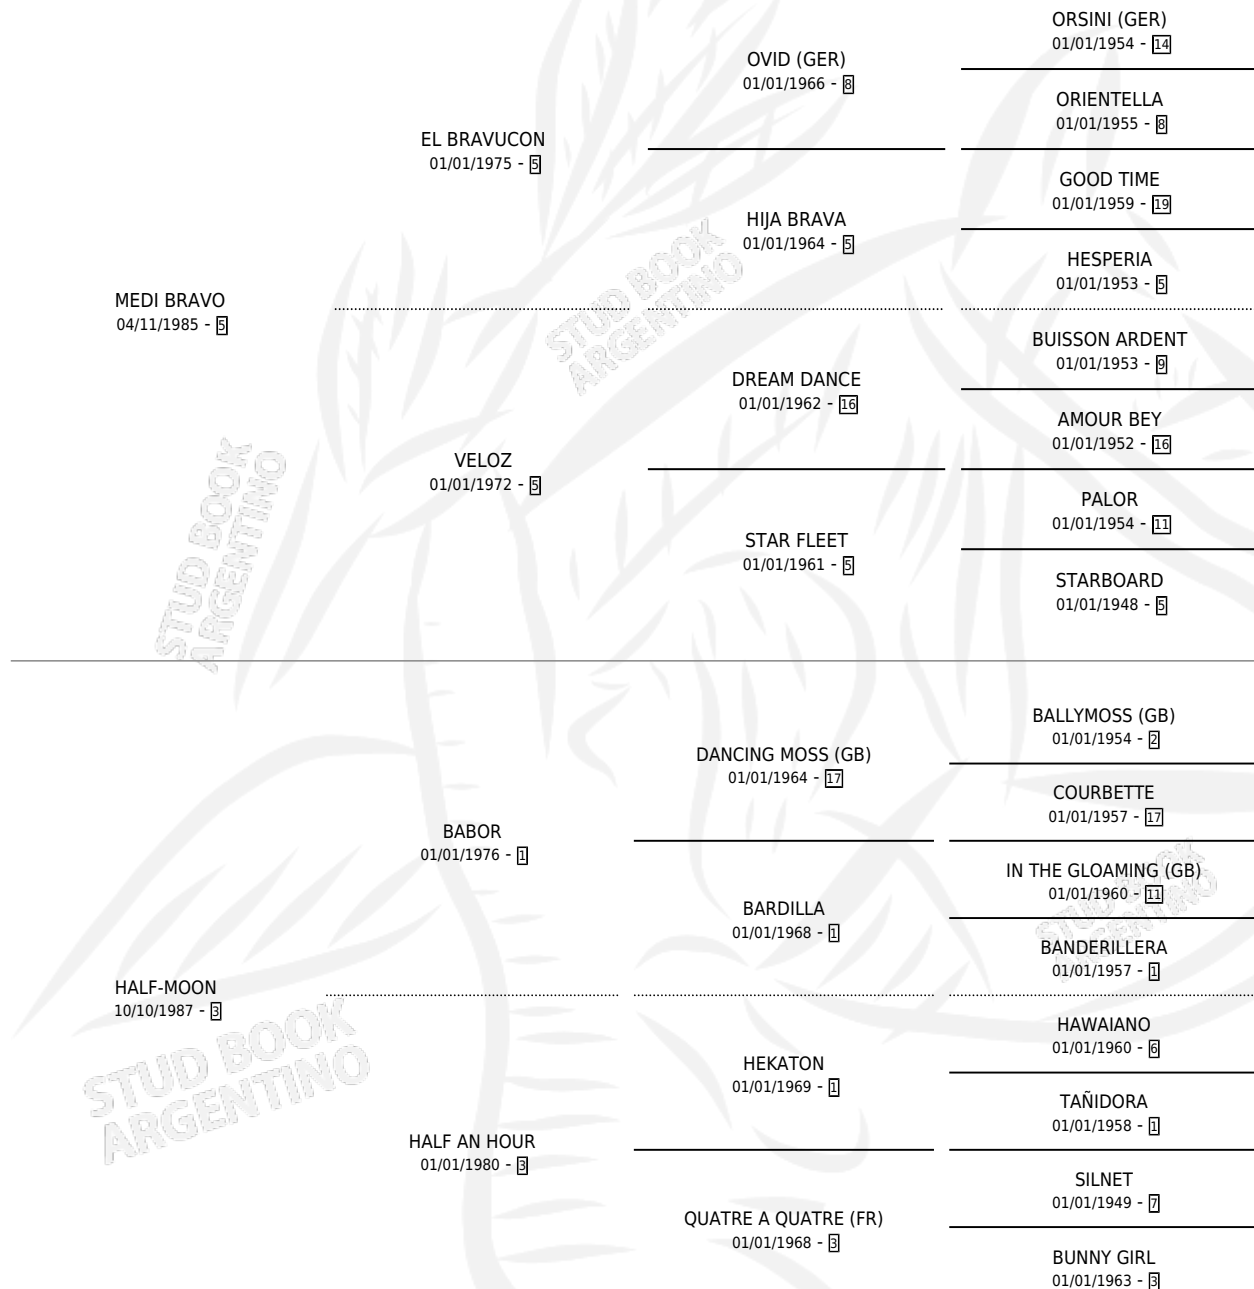 ORSINI (GER)
01/01/1954 - 14
OVID (GER)
01/01/1966 - 8
ORIENTELLA
01/01/1955 - 8
EL BRAVUCON
01/01/1975 - 5
GOOD TIME
01/01/1959 - 19
HIJA BRAVA
01/01/1964 - 5
HESPERIA
01/01/1953 - 5
MEDI BRAVO
04/11/1985 - 5
BUISSON ARDENT
01/01/1953 - 9
DREAM DANCE
01/01/1962 - 16
AMOUR BEY
01/01/1952 - 16
VELOZ
01/01/1972 - 5
PALOR
01/01/1954 - 11
STAR FLEET
01/01/1961 - 5
STARBOARD
01/01/1948 - 5
BALLYMOSS (GB)
01/01/1954 - 2
DANCING MOSS (GB)
01/01/1964 - 17
COURBETTE
01/01/1957 - 17
BABOR
01/01/1976 - 1
IN THE GLOAMING (GB)
01/01/1960 - 11
BARDILLA
01/01/1968 - 1
BANDERILLERA
01/01/1957 - 1
HALF-MOON
10/10/1987 - 3
HAWAIANO
01/01/1960 - 6
HEKATON
01/01/1969 - 1
TAÑIDORA
01/01/1958 - 1
HALF AN HOUR
01/01/1980 - 3
SILNET
01/01/1949 - 7
QUATRE A QUATRE (FR)
01/01/1968 - 3
BUNNY GIRL
01/01/1963 - 3
STUD BOOK
ARGENTINO
STUD BOOK
ARGENTINO
STUD BOOK
ARGENTINO
STUD BOOK
ARGENTINO